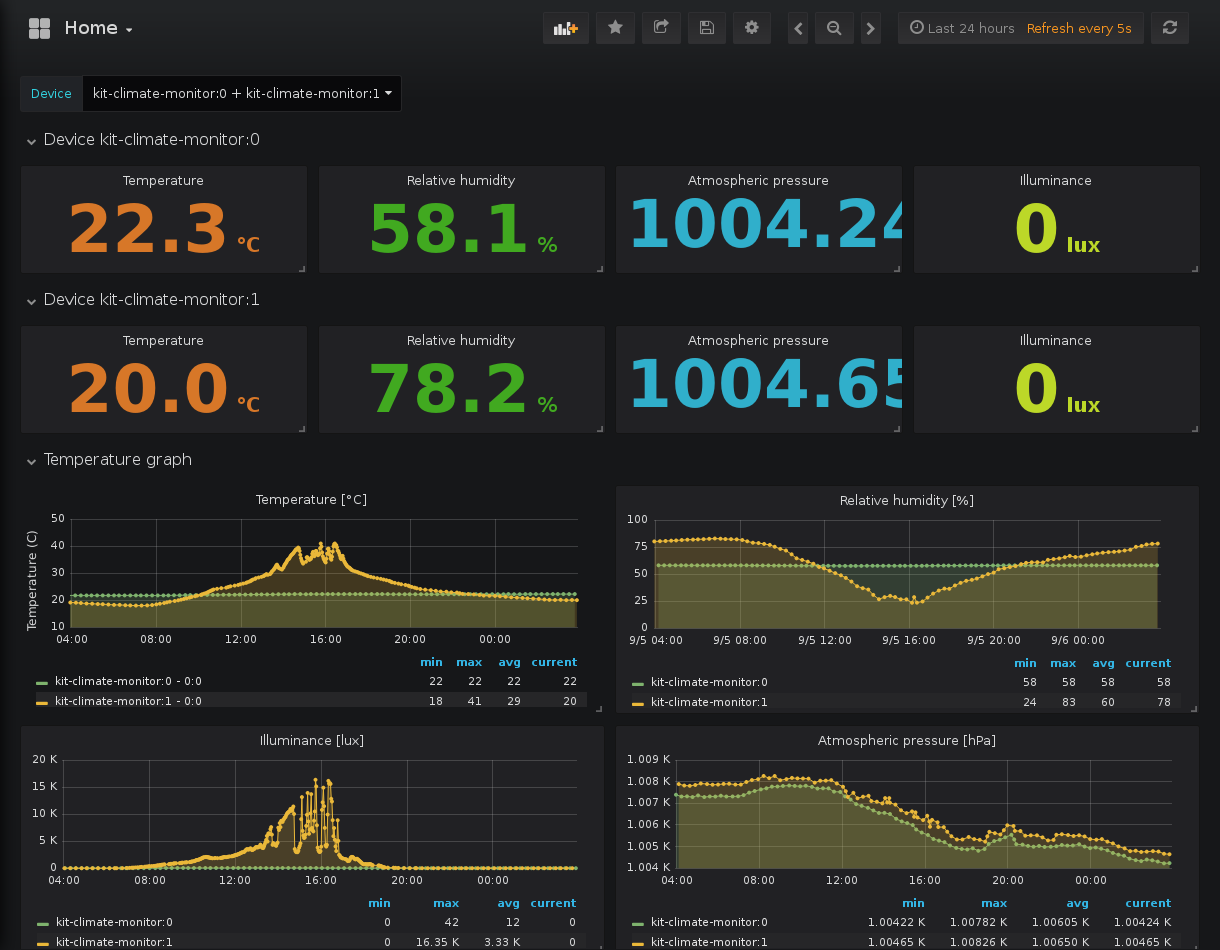 Home
Last 24 hours Refresh every 5s
Device kit-climate-monitor:0 + kit-climate-monitor:1
Device kit-climate-monitor:0
Temperature Relative humidity Atmospheric pressure Illuminance
22.3 °C 58.1 % 1004.24 0 lux
Device kit-climate-monitor:1
Temperature Relative humidity Atmospheric pressure Illuminance
20.0 °C 78.2 % 1004.65 0 lux
Temperature graph
Temperature [°C]
Temperature (C)
50
40
30
20
10
04:00 08:00 12:00 16:00 20:00 00:00
min max avg current
kit-climate-monitor:0 - 0:0 22 22 22 22
kit-climate-monitor:1 - 0:0 18 41 29 20
Relative humidity [%]
100
75
50
25
0
9/5 04:00 9/5 08:00 9/5 12:00 9/5 16:00 9/5 20:00 9/6 00:00
min max avg current
kit-climate-monitor:0 58 58 58 58
kit-climate-monitor:1 24 83 60 78
Illuminance [lux]
20 K
15 K
10 K
5 K
0
04:00 08:00 12:00 16:00 20:00 00:00
min max avg current
kit-climate-monitor:0 0 42 12 0
kit-climate-monitor:1 0 16.35 K 3.33 K 0
Atmospheric pressure [hPa]
1.009 K
1.008 K
1.007 K
1.006 K
1.005 K
1.004 K
04:00 08:00 12:00 16:00 20:00 00:00
min max avg current
kit-climate-monitor:0 1.00422 K 1.00782 K 1.00605 K 1.00424 K
kit-climate-monitor:1 1.00465 K 1.00826 K 1.00650 K 1.00465 K